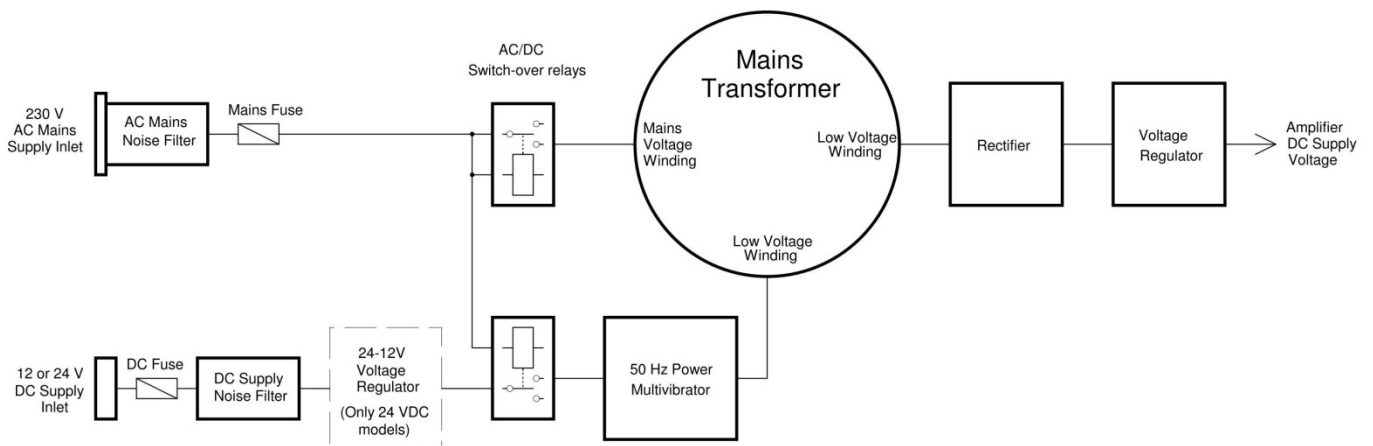 AC/DC
Switch-over relays
Mains
Transformer
230 V
AC Mains
Supply Inlet
AC Mains
Noise Filter
Mains Fuse
Mains
Voltage
Winding
Low Voltage
Winding
Rectifier
Voltage
Regulator
Amplifier
DC Supply
Voltage
Low Voltage
Winding
12 or 24 V
DC Supply
Inlet
DC Fuse
DC Supply
Noise Filter
24-12V
Voltage
Regulator
(Only 24 VDC
models)
50 Hz Power
Multivibrator